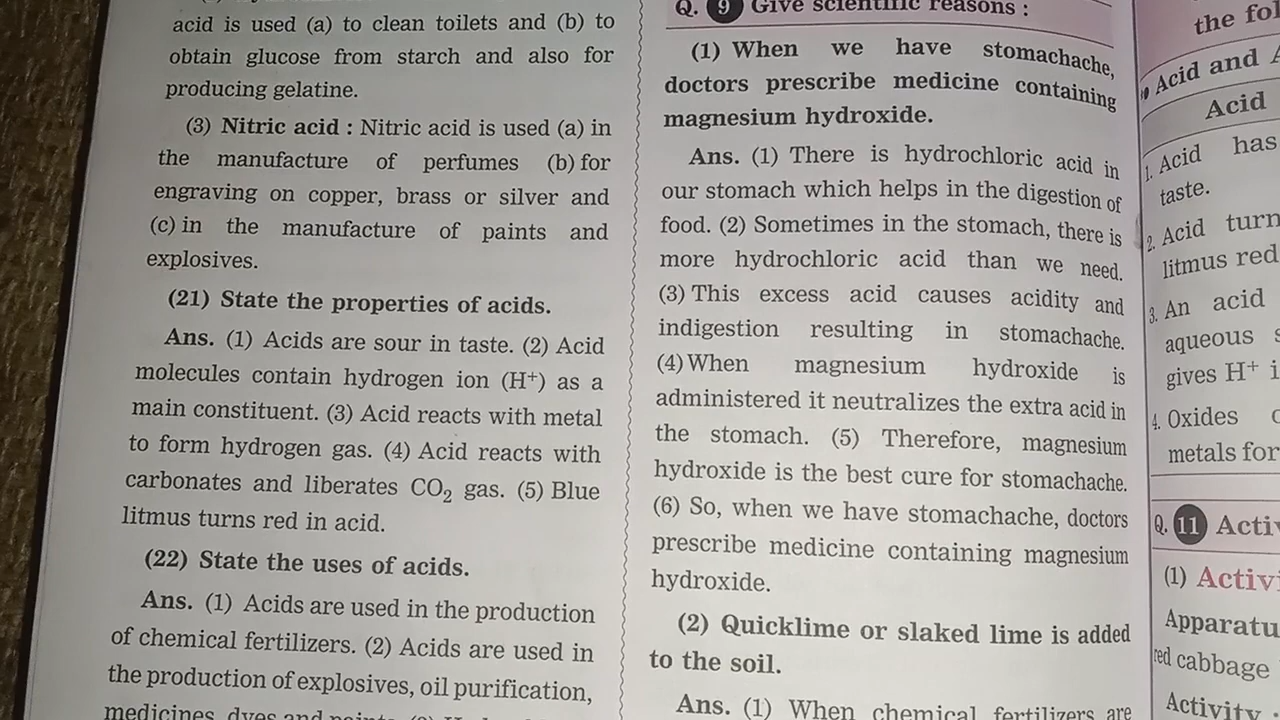 acid is used (a) to clean toilets and (b) to
obtain glucose from starch and also for
producing gelatine.
(3) Nitric acid : Nitric acid is used (a) in
the manufacture of perfumes (b) for
engraving on copper, brass or silver and
(c) in the manufacture of paints and
explosives.
(21) State the properties of acids.
Ans. (1) Acids are sour in taste. (2) Acid
molecules contain hydrogen ion (H⁺) as a
main constituent. (3) Acid reacts with metal
to form hydrogen gas. (4) Acid reacts with
carbonates and liberates CO₂ gas. (5) Blue
litmus turns red in acid.
(22) State the uses of acids.
Ans. (1) Acids are used in the production
of chemical fertilizers. (2) Acids are used in
the production of explosives, oil purification,
medicines, dyes and
Q. 9 Give scientific reasons :
(1) When we have stomachache,
doctors prescribe medicine containing
magnesium hydroxide.
Ans. (1) There is hydrochloric acid in
our stomach which helps in the digestion of
food. (2) Sometimes in the stomach, there is
more hydrochloric acid than we need.
(3) This excess acid causes acidity and
indigestion resulting in stomachache.
(4) When magnesium hydroxide is
administered it neutralizes the extra acid in
the stomach. (5) Therefore, magnesium
hydroxide is the best cure for stomachache.
(6) So, when we have stomachache, doctors
prescribe medicine containing magnesium
hydroxide.
(2) Quicklime or slaked lime is added
to the soil.
Ans. (1) When chemical fertilizers are
the
Acid and
Acid
1. Acid has
taste.
2. Acid turn
litmus red
3. An acid
aqueous
gives H⁺
4. Oxides
metals for
Q. 11
(1)
red cabbage
Activity :